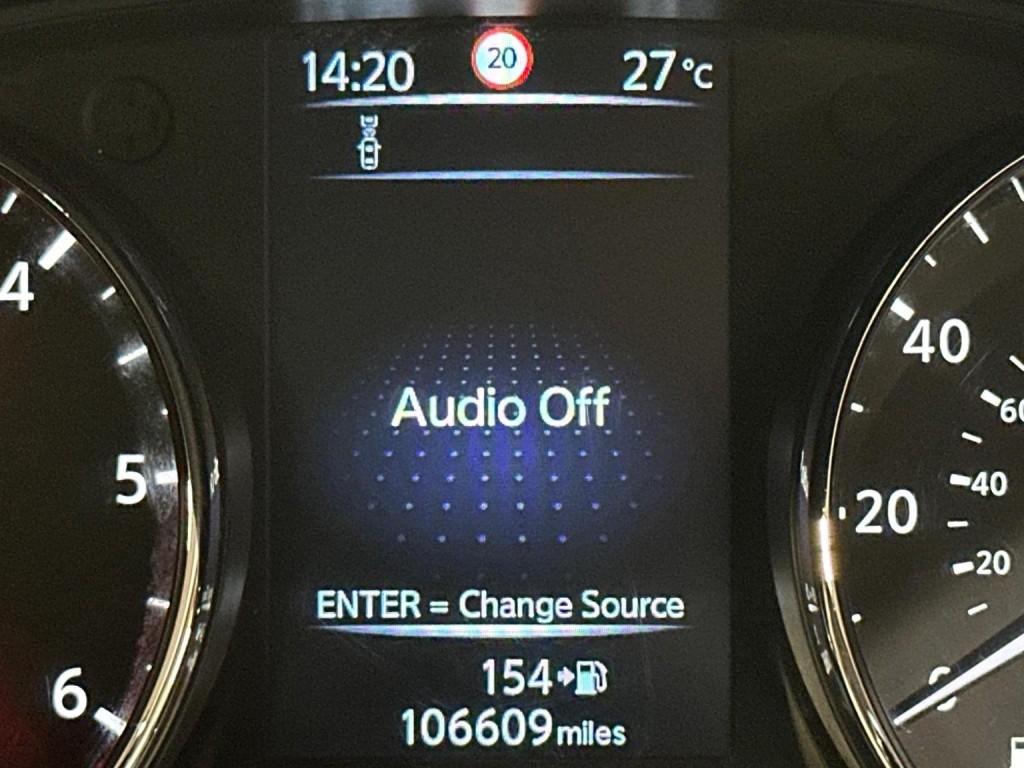 14:20 20 27°C
Audio Off
ENTER = Change Source
154
106609 miles
4
5
6
40
20
0
60
40
20